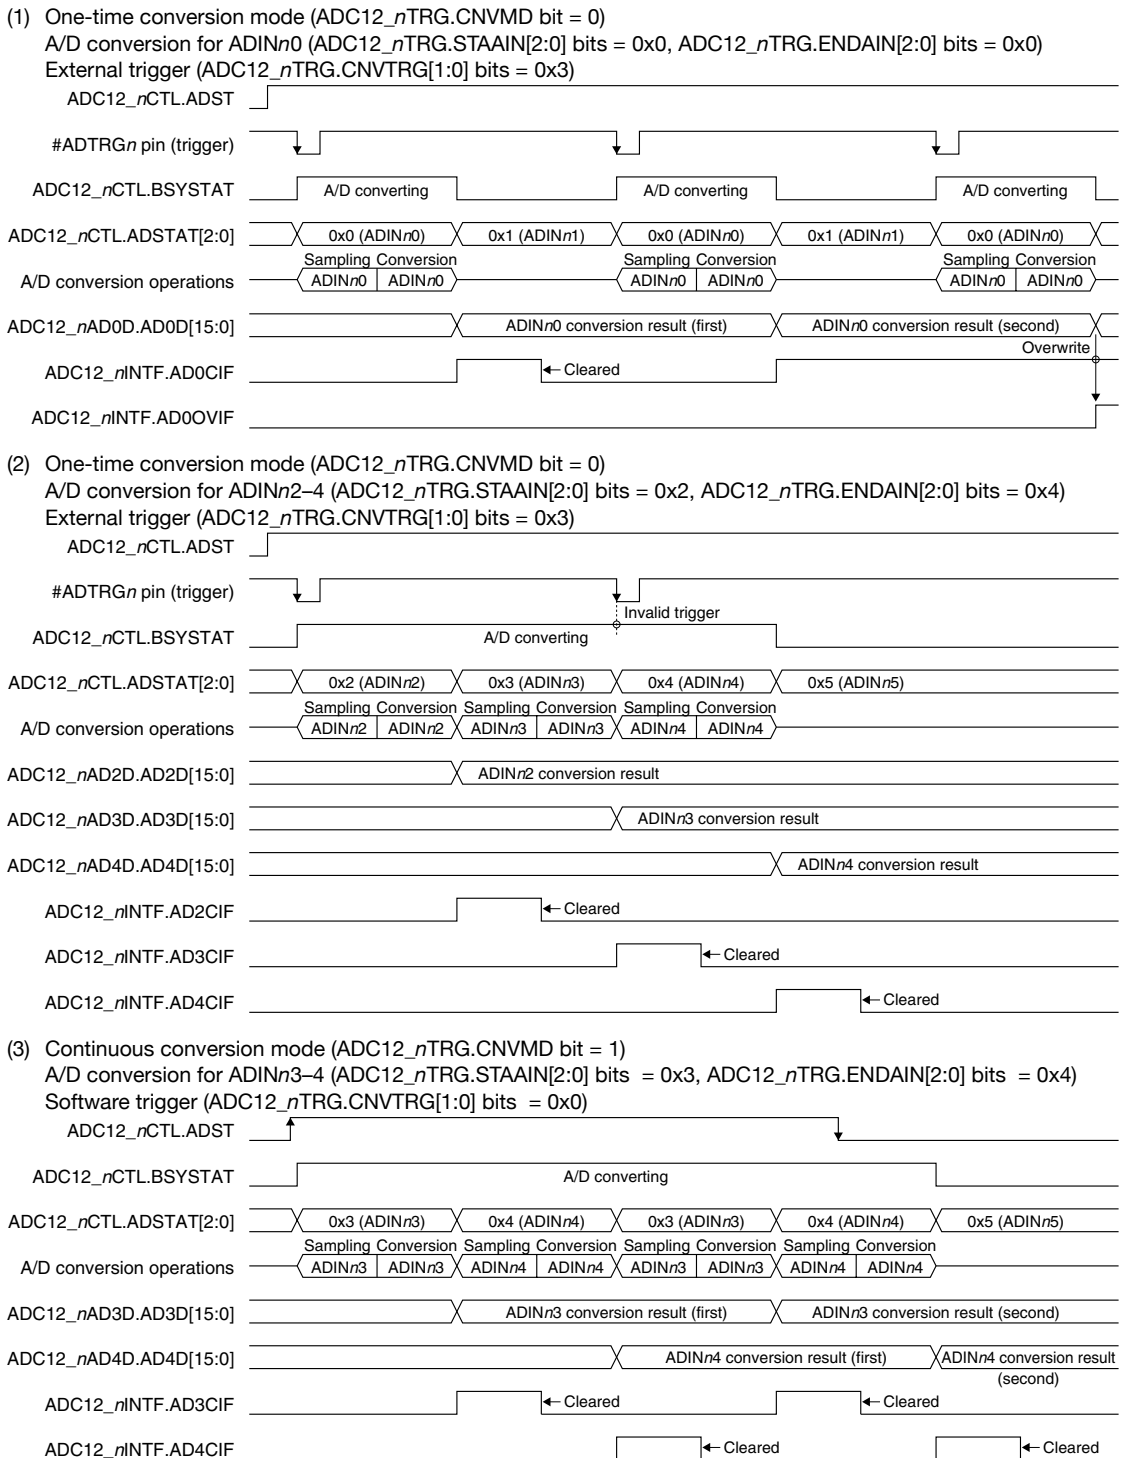 (1) One-time conversion mode (ADC12_nTRG.CNVMD bit = 0)
A/D conversion for ADINn0 (ADC12_nTRG.STAAIN[2:0] bits = 0x0, ADC12_nTRG.ENDAIN[2:0] bits = 0x0)
External trigger (ADC12_nTRG.CNVTRG[1:0] bits = 0x3)
ADC12_nCTL.ADST
#ADTRGn pin (trigger)
ADC12_nCTL.BSYSTAT A/D converting A/D converting A/D converting
ADC12_nCTL.ADSTAT[2:0] 0x0 (ADINn0) 0x1 (ADINn1) 0x0 (ADINn0) 0x1 (ADINn1) 0x0 (ADINn0)
Sampling Conversion Sampling Conversion Sampling Conversion
A/D conversion operations ADINn0 ADINn0 ADINn0 ADINn0 ADINn0 ADINn0
ADC12_nAD0D.AD0D[15:0] ADINn0 conversion result (first) ADINn0 conversion result (second)
Overwrite
ADC12_nINTF.AD0CIF Cleared
ADC12_nINTF.AD0OVIF
(2) One-time conversion mode (ADC12_nTRG.CNVMD bit = 0)
A/D conversion for ADINn2–4 (ADC12_nTRG.STAAIN[2:0] bits = 0x2, ADC12_nTRG.ENDAIN[2:0] bits = 0x4)
External trigger (ADC12_nTRG.CNVTRG[1:0] bits = 0x3)
ADC12_nCTL.ADST
#ADTRGn pin (trigger)
Invalid trigger
ADC12_nCTL.BSYSTAT A/D converting
ADC12_nCTL.ADSTAT[2:0] 0x2 (ADINn2) 0x3 (ADINn3) 0x4 (ADINn4) 0x5 (ADINn5)
Sampling Conversion Sampling Conversion Sampling Conversion
A/D conversion operations ADINn2 ADINn2 ADINn3 ADINn3 ADINn4 ADINn4
ADC12_nAD2D.AD2D[15:0] ADINn2 conversion result
ADC12_nAD3D.AD3D[15:0] ADINn3 conversion result
ADC12_nAD4D.AD4D[15:0] ADINn4 conversion result
ADC12_nINTF.AD2CIF Cleared
ADC12_nINTF.AD3CIF Cleared
ADC12_nINTF.AD4CIF Cleared
(3) Continuous conversion mode (ADC12_nTRG.CNVMD bit = 1)
A/D conversion for ADINn3–4 (ADC12_nTRG.STAAIN[2:0] bits = 0x3, ADC12_nTRG.ENDAIN[2:0] bits = 0x4)
Software trigger (ADC12_nTRG.CNVTRG[1:0] bits = 0x0)
ADC12_nCTL.ADST
ADC12_nCTL.BSYSTAT A/D converting
ADC12_nCTL.ADSTAT[2:0] 0x3 (ADINn3) 0x4 (ADINn4) 0x3 (ADINn3) 0x4 (ADINn4) 0x5 (ADINn5)
Sampling Conversion Sampling Conversion Sampling Conversion Sampling Conversion
A/D conversion operations ADINn3 ADINn3 ADINn4 ADINn4 ADINn3 ADINn3 ADINn4 ADINn4
ADC12_nAD3D.AD3D[15:0] ADINn3 conversion result (first) ADINn3 conversion result (second)
ADC12_nAD4D.AD4D[15:0] ADINn4 conversion result (first) ADINn4 conversion result
(second)
ADC12_nINTF.AD3CIF Cleared Cleared
ADC12_nINTF.AD4CIF Cleared Cleared